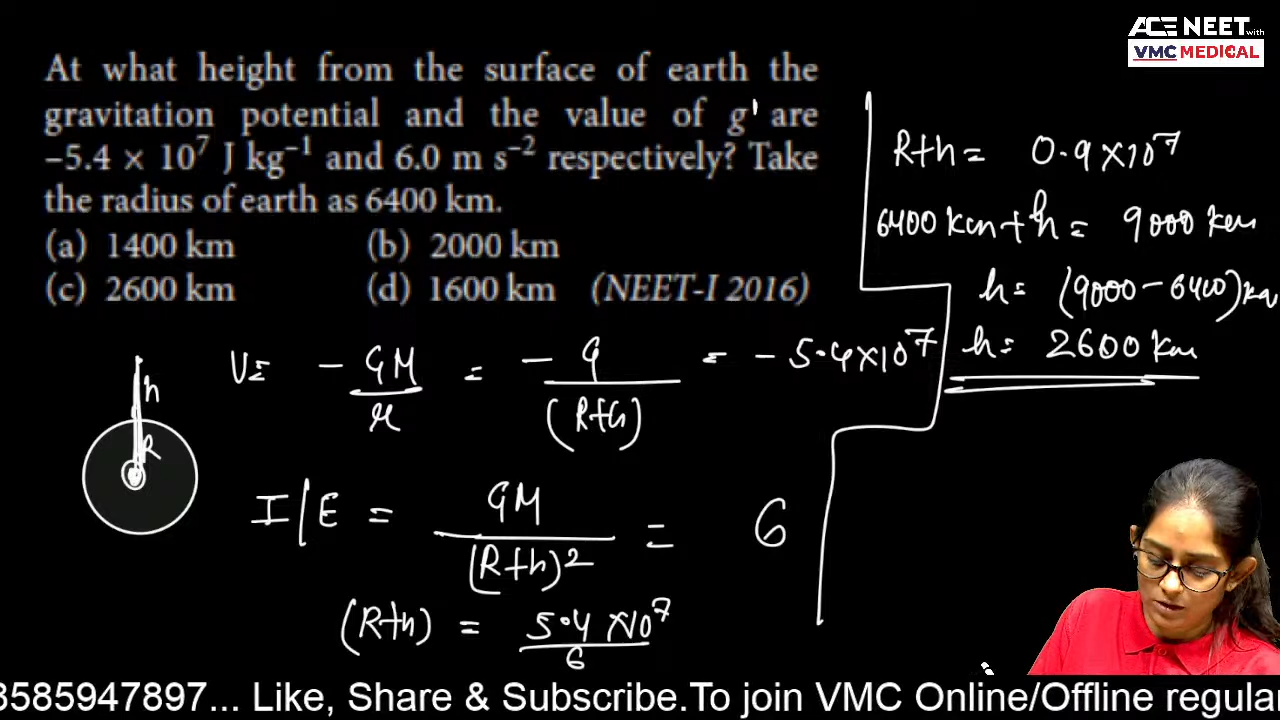 ACE NEET with
VMC MEDICAL
At what height from the surface of earth the
gravitation potential and the value of g' are
–5.4 × 10⁷ J kg⁻¹ and 6.0 m s⁻² respectively? Take
the radius of earth as 6400 km.
(a) 1400 km (b) 2000 km
(c) 2600 km (d) 1600 km (NEET-I 2016)
h
R
V= - GM/r = - G/(R+h) = - 5.4×10⁷
I/E = GM/(R+h)² = 6
(R+h) = 5.4 ×10⁷/6
R+h = 0.9×10⁷
6400 km + h = 9000 km
h = (9000 - 6400) km
h = 2600 km
8585947897... Like, Share & Subscribe.To join VMC Online/Offline regula